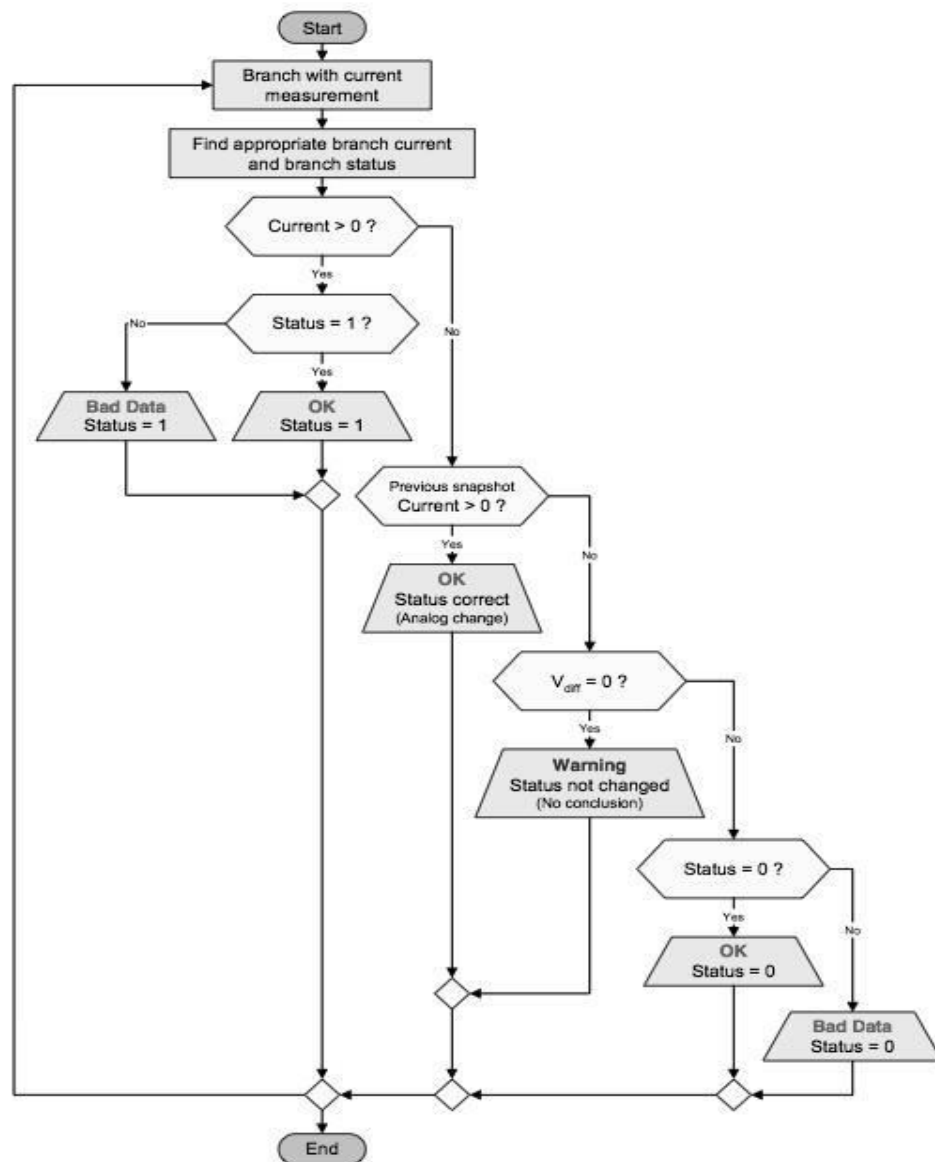 Start
Branch with current
measurement
Find appropriate branch current
and branch status
Current > 0 ?
Yes
No
Status = 1 ?
No
Yes
Bad Data
Status = 1
OK
Status = 1
Previous snapshot
Current > 0 ?
Yes
No
OK
Status correct
(Analog change)
Vdiff = 0 ?
Yes
No
Warning
Status not changed
(No conclusion)
Status = 0 ?
Yes
No
OK
Status = 0
Bad Data
Status = 0
End